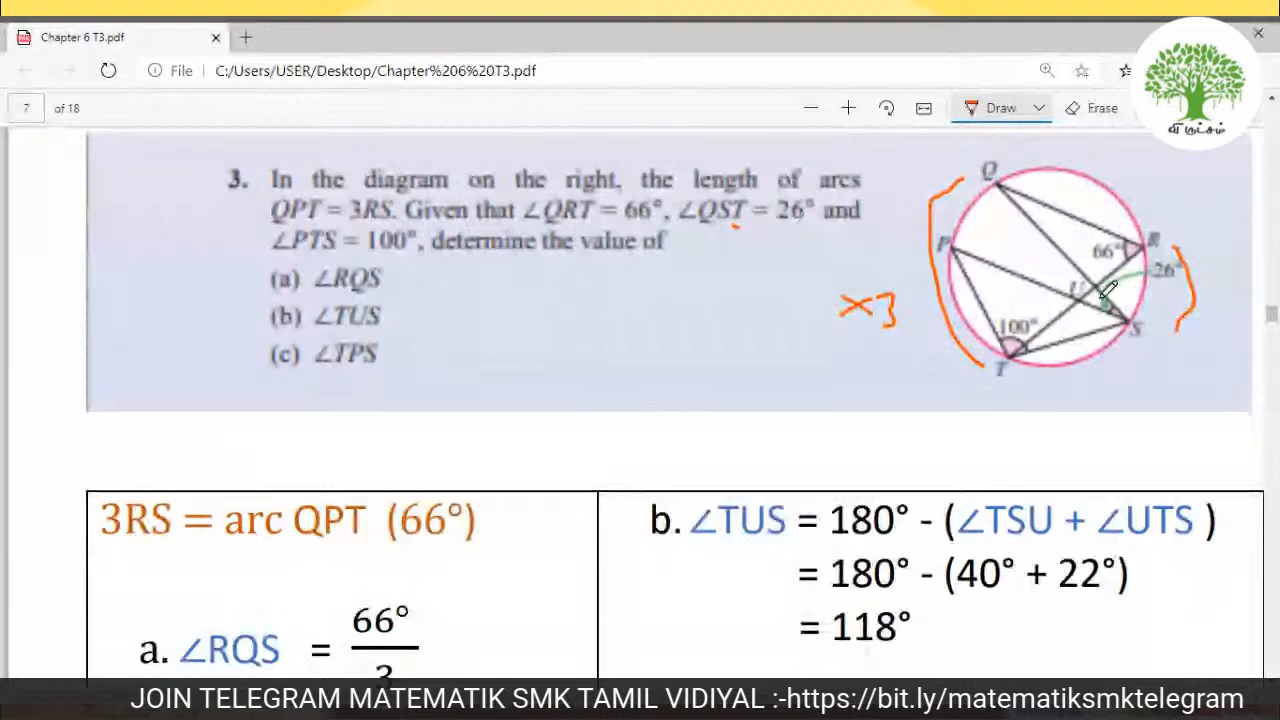 Chapter 6 T3.pdf
File C:/Users/USER/Desktop/Chapter%206%20T3.pdf
7 of 18
Draw
Erase
விருட்சம்
3. In the diagram on the right, the length of arcs
QPT = 3RS. Given that ∠QRT = 66°, ∠QST = 26° and
∠PTS = 100°, determine the value of
(a) ∠RQS
(b) ∠TUS
(c) ∠TPS
×3
Q
P
R
66°
26°
U
100°
S
T
3RS = arc QPT (66°)
a. ∠RQS = 66°
3
b. ∠TUS = 180° - (∠TSU + ∠UTS )
= 180° - (40° + 22°)
= 118°
JOIN TELEGRAM MATEMATIK SMK TAMIL VIDIYAL :-https://bit.ly/matematiksmktelegram